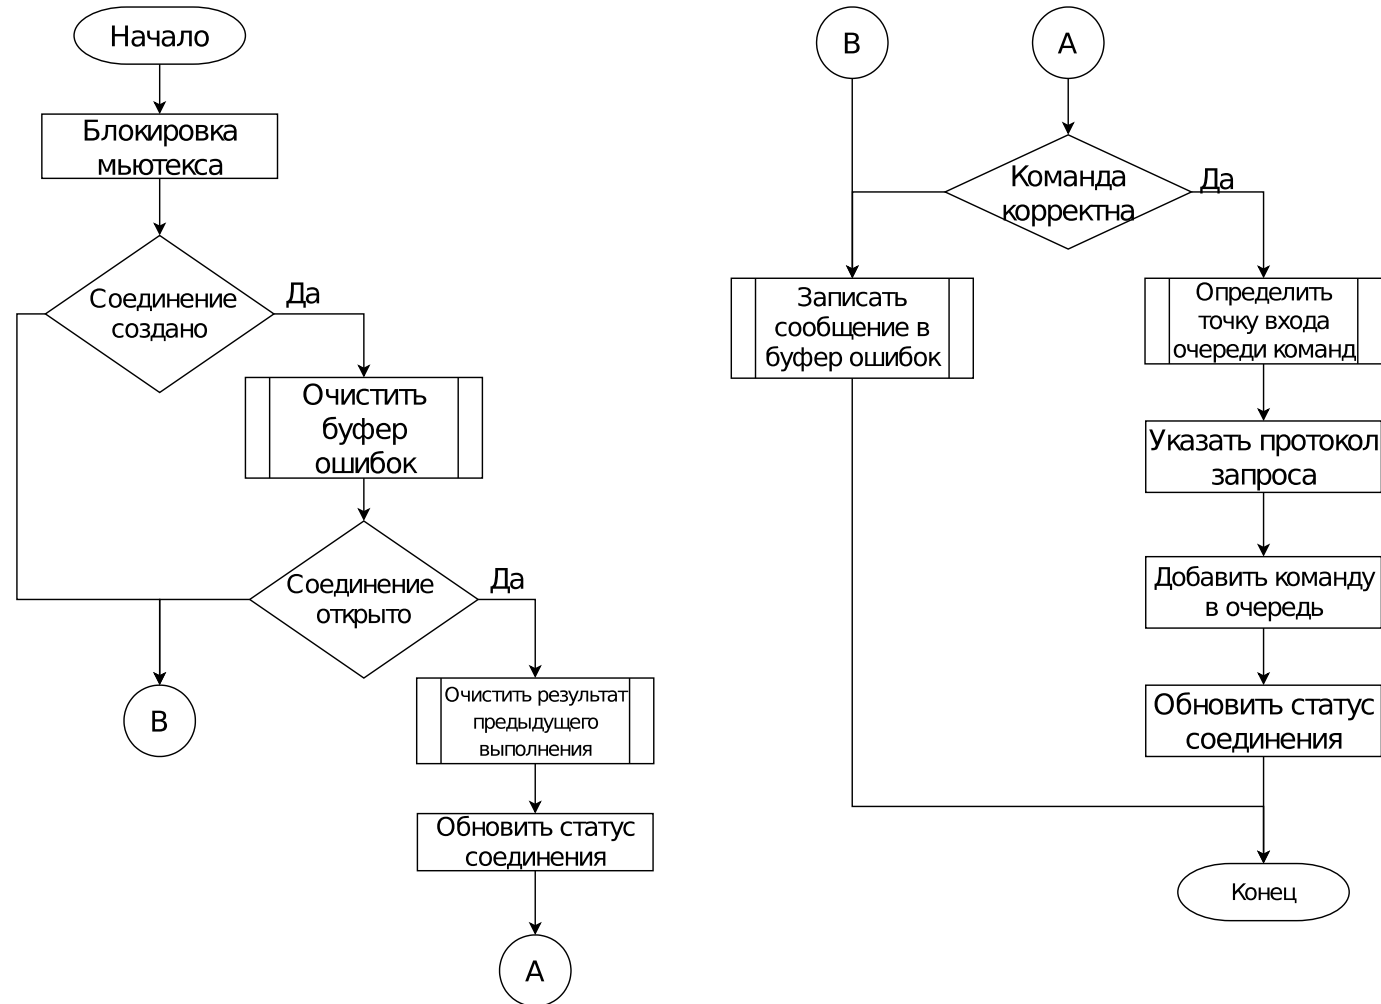 Начало
Блокировка
мьютекса
Соединение
создано
Да
Очистить
буфер
ошибок
Соединение
открыто
Да
B
Очистить результат
предыдущего
выполнения
Обновить статус
соединения
A
B
A
Команда
корректна
Да
Записать
сообщение в
буфер ошибок
Определить
точку входа
очереди команд
Указать протокол
запроса
Добавить команду
в очередь
Обновить статус
соединения
Конец